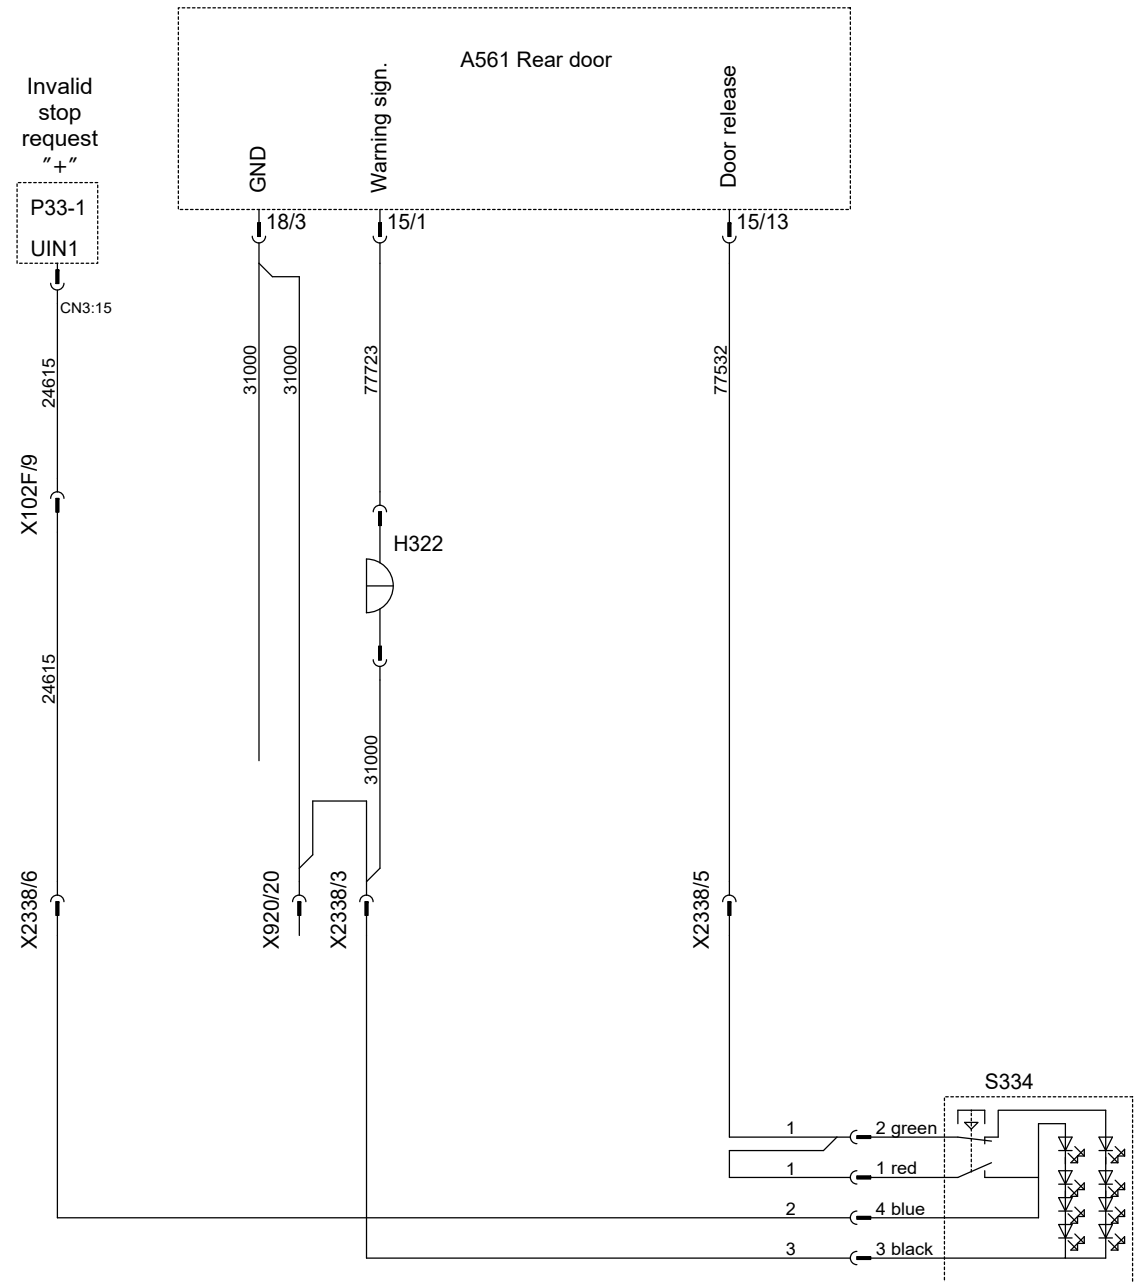 A561 Rear door
Invalid
stop
request
"+"
P33-1
UIN1
CN3:15
GND
Warning sign.
Door release
18/3
15/1
15/13
24615
31000
31000
77723
77532
X102F/9
H322
24615
31000
X2338/6
X920/20
X2338/3
X2338/5
S334
1
2 green
1
1 red
2
4 blue
3
3 black